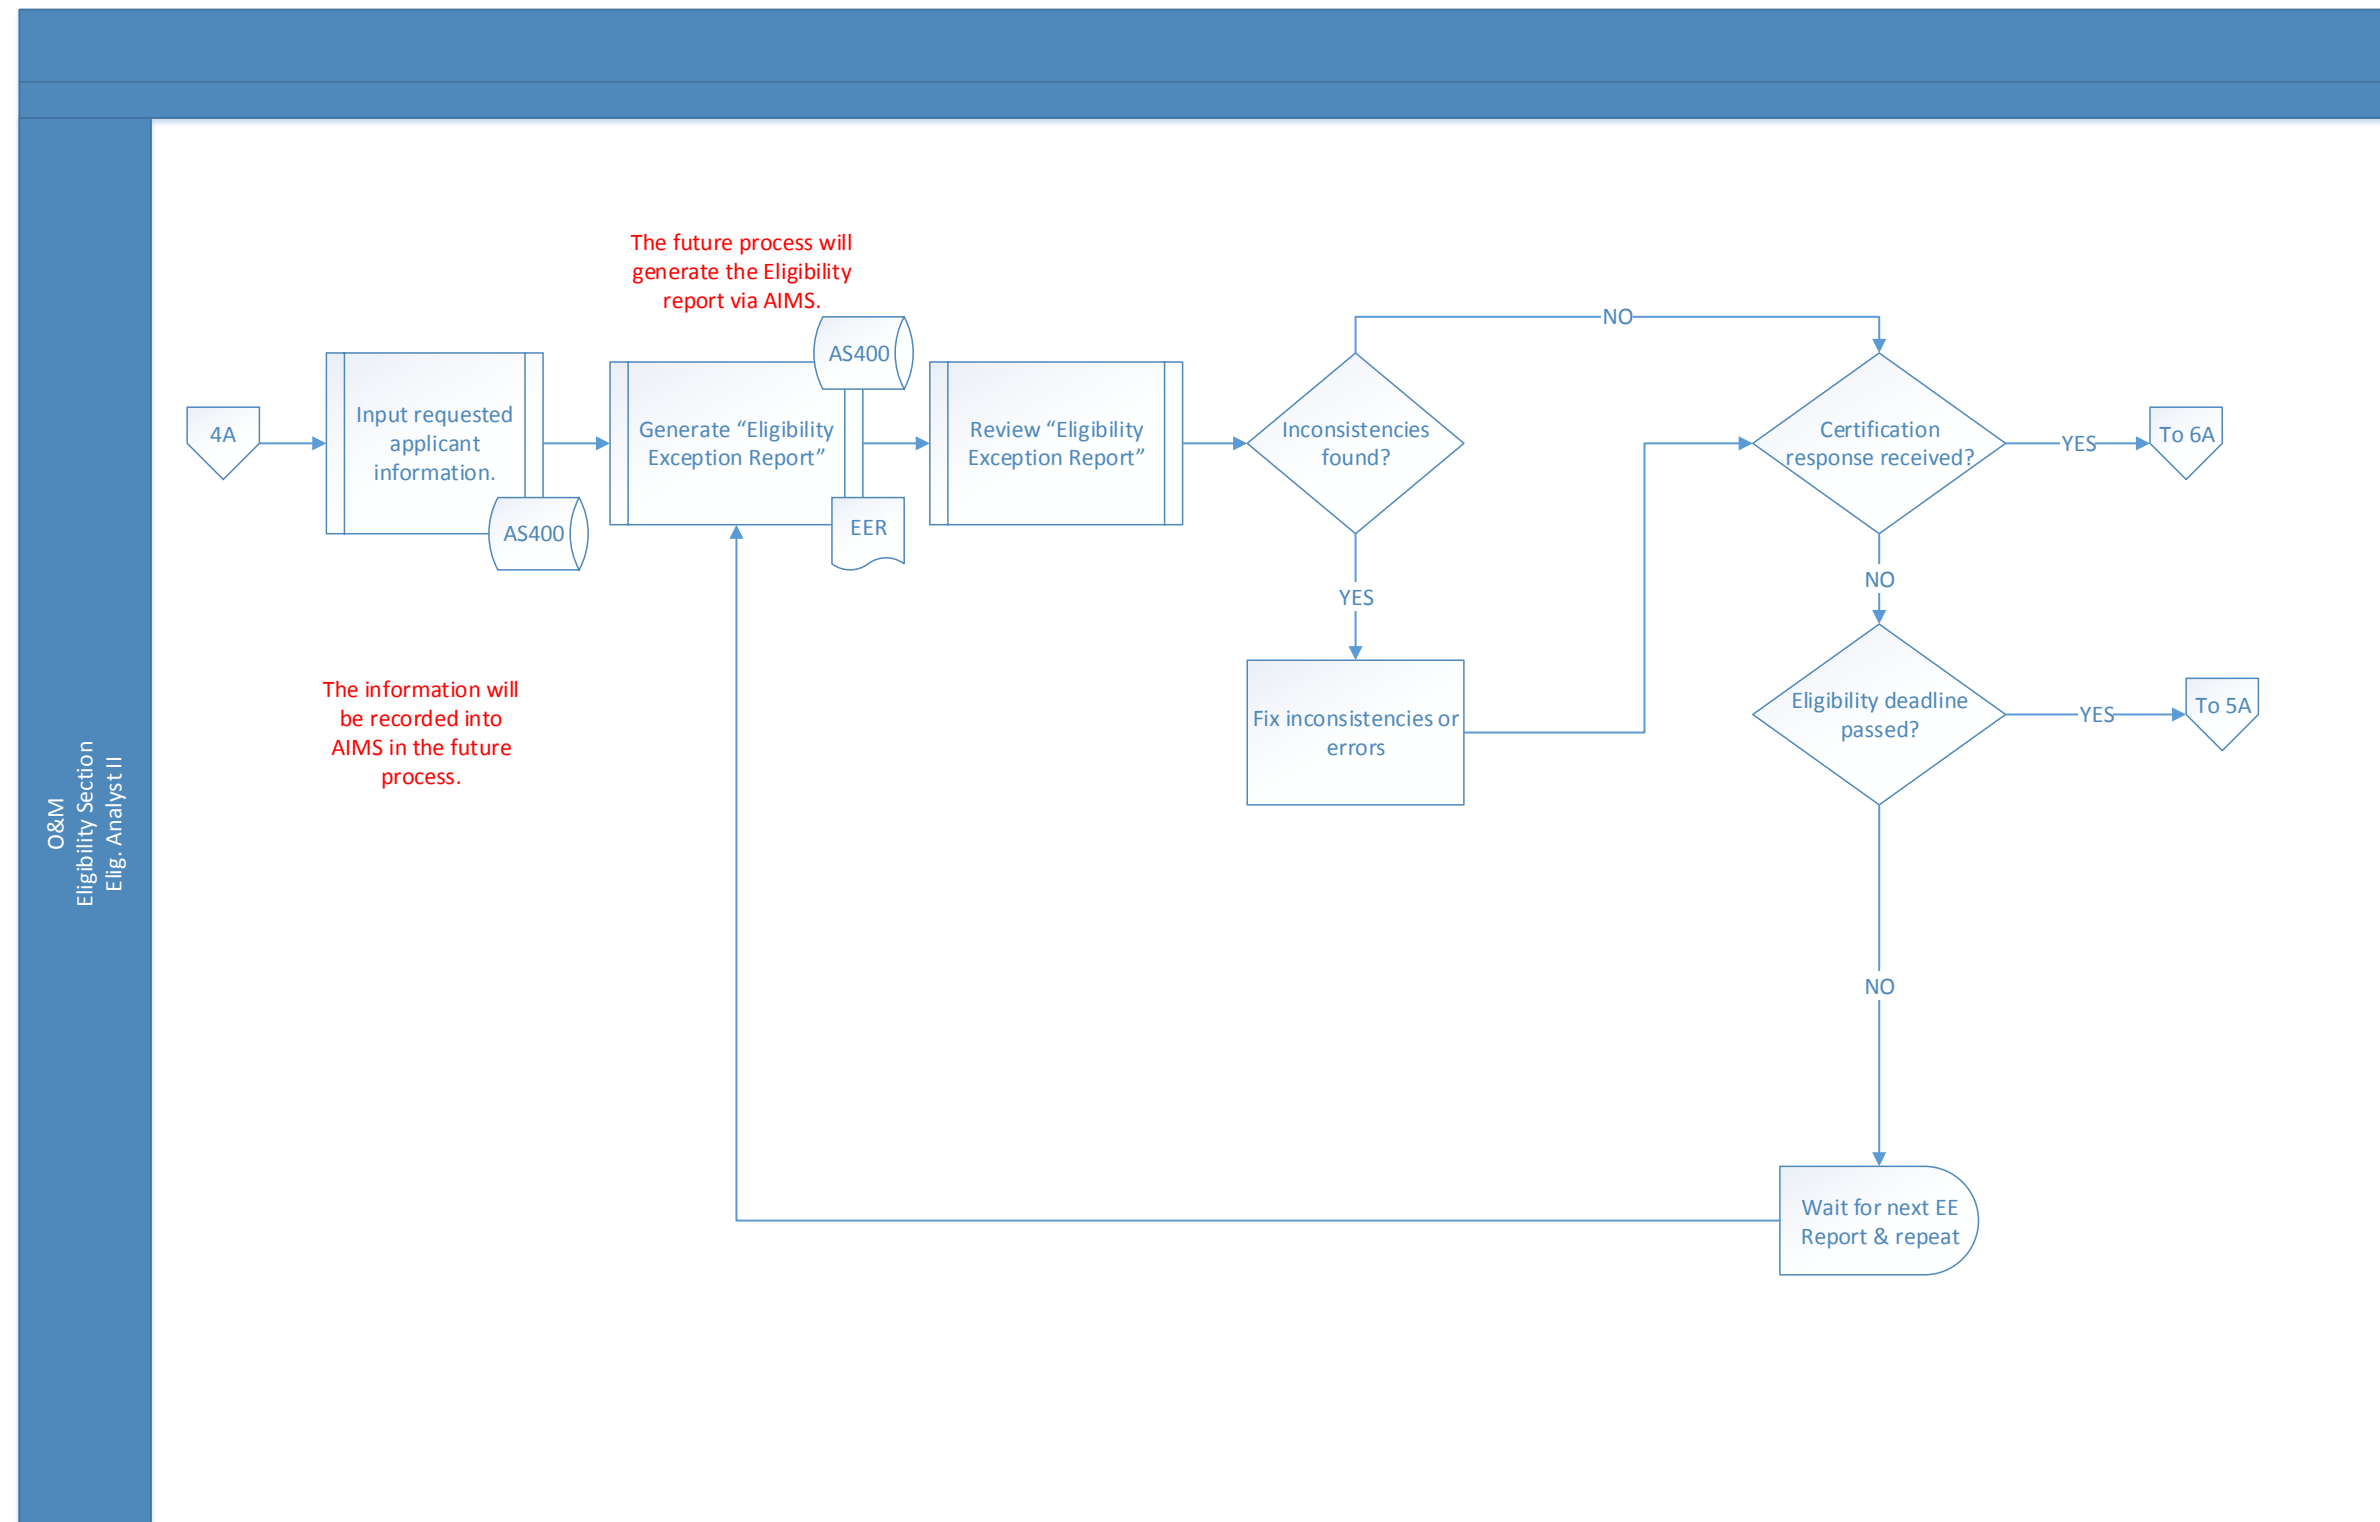 O&M
Eligibility Section
Elig. Analyst II
The future process will
generate the Eligibility
report via AIMS.
4A
Input requested
applicant
information.
AS400
Generate “Eligibility
Exception Report”
AS400
EER
Review “Eligibility
Exception Report”
Inconsistencies
found?
NO
YES
Fix inconsistencies or
errors
Certification
response received?
YES
To 6A
NO
Eligibility deadline
passed?
YES
To 5A
NO
Wait for next EE
Report & repeat
The information will
be recorded into
AIMS in the future
process.